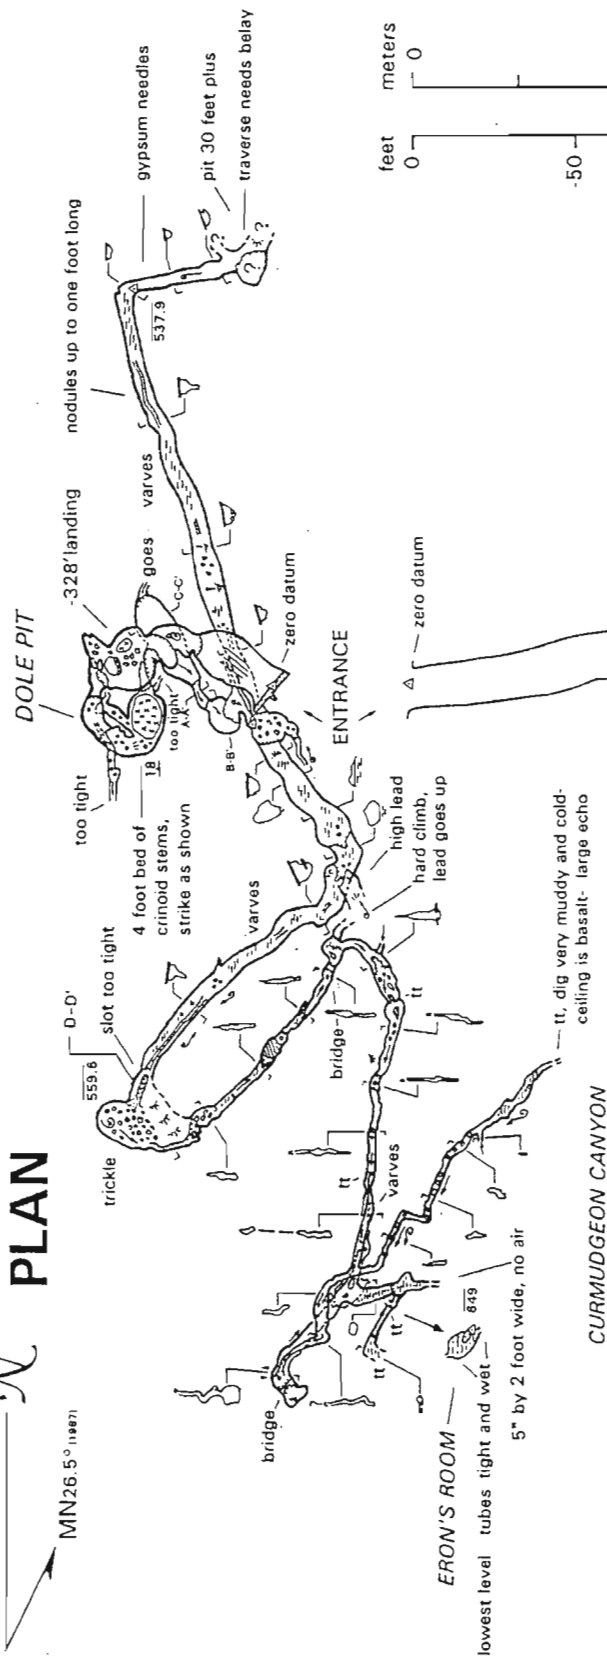 PLAN
N
MN26.5° (1987)
DOLE PIT
-328' landing
nodules up to one foot long
gypsum needles
pit 30 feet plus
traverse needs belay
537.9
varves
goes
C-C'
too tight
4 foot bed of
crinoid stems,
strike as shown
18
too tight
A-A'
B-B'
zero datum
ENTRANCE
zero datum
? ? ?
D-D'
slot too tight
559.6
trickle
varves
high lead
hard climb,
lead goes up
bridge
tt
tt
varves
bridge
tt
tt
649
ERON'S ROOM
lowest level tubes tight and wet
5" by 2 foot wide, no air
tt, dig very muddy and cold-
ceiling is basalt- large echo
CURMUDGEON CANYON
feet
0
-50
meters
0